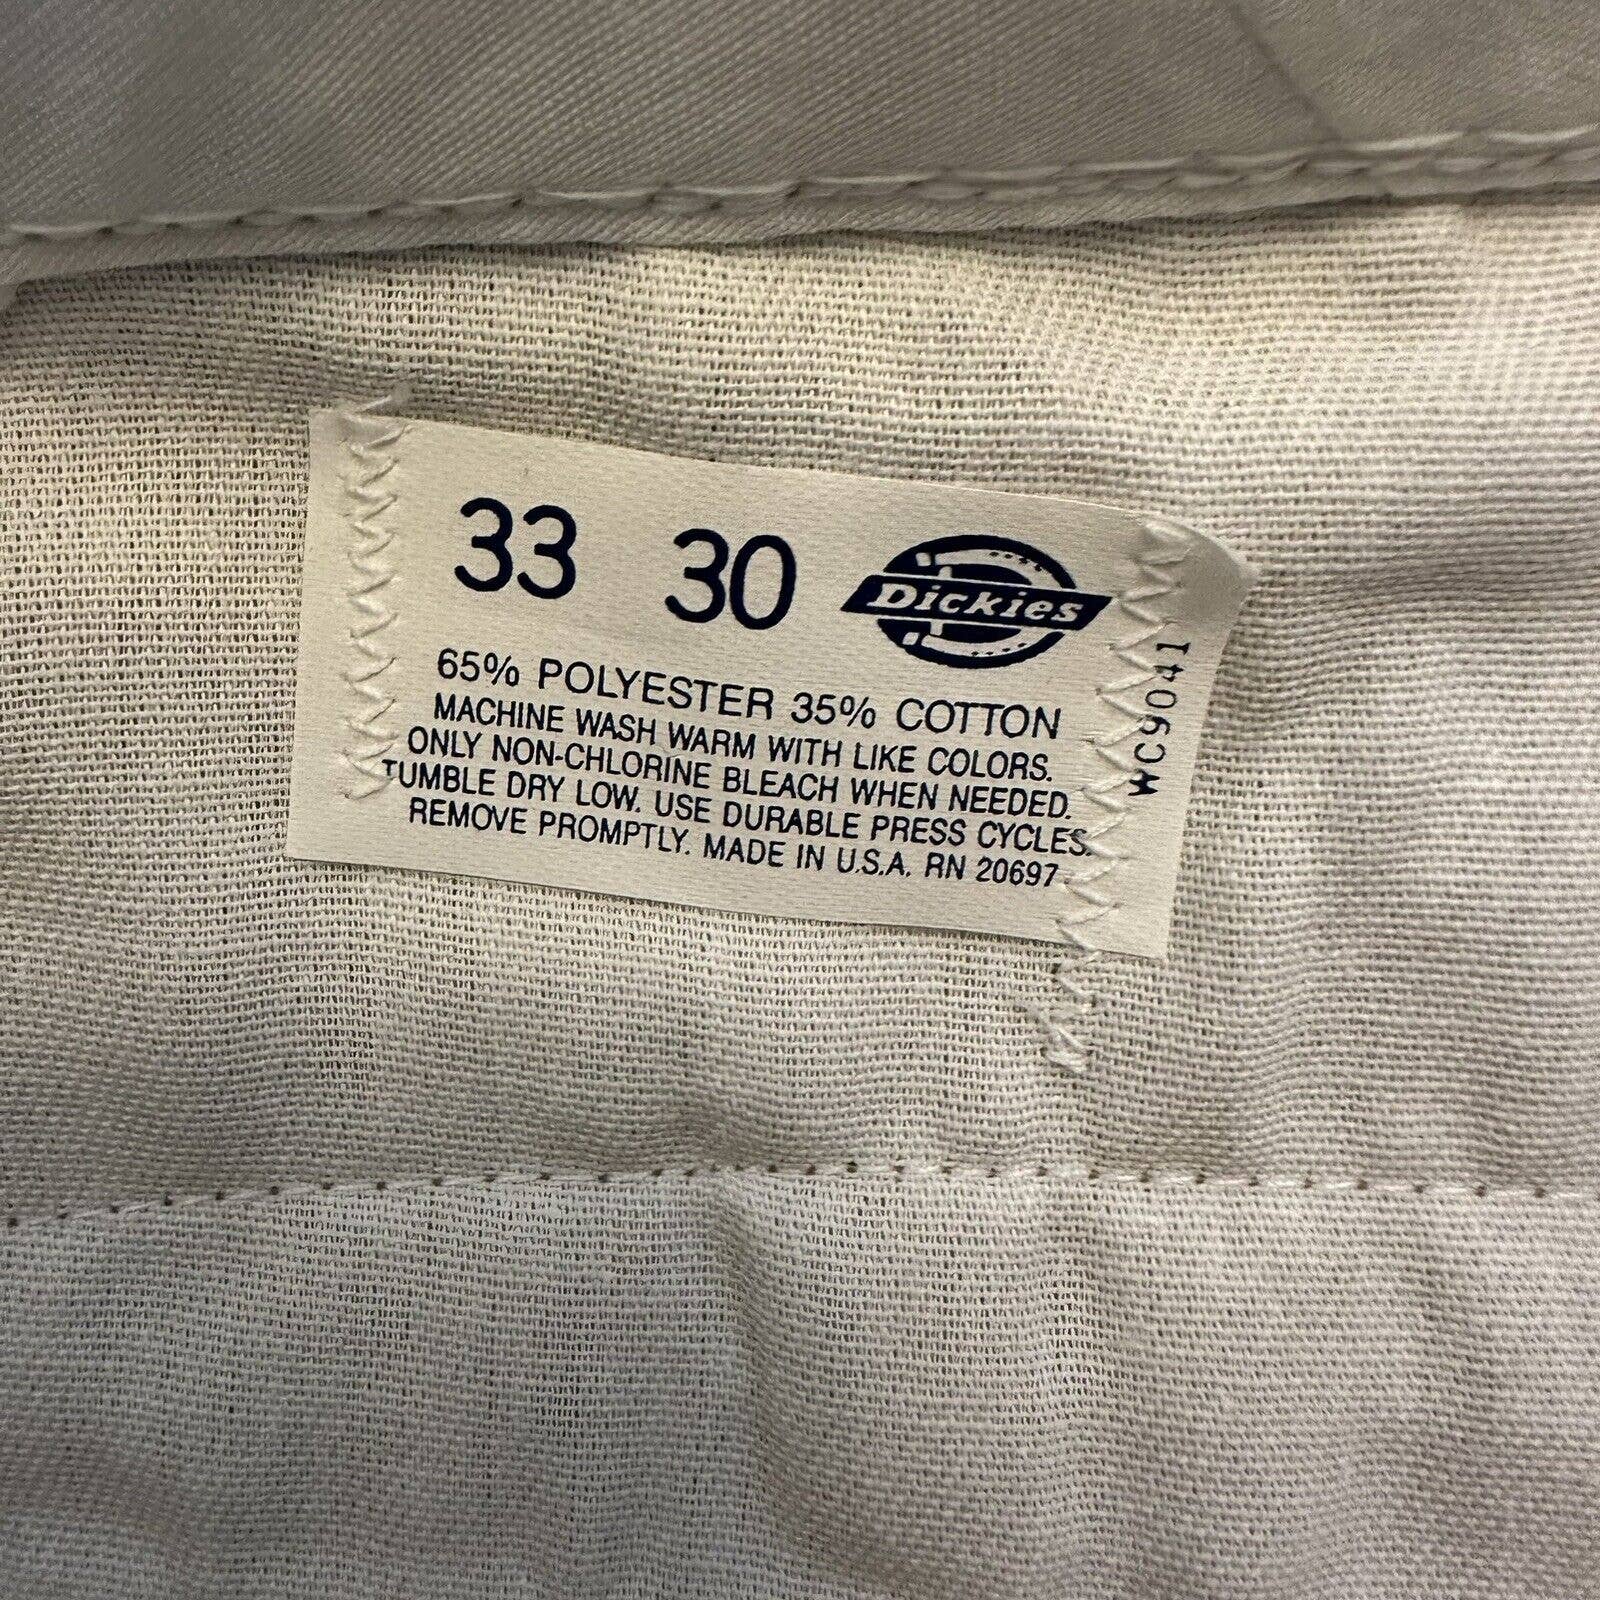 33 30 Dickies
65% POLYESTER 35% COTTON
MACHINE WASH WARM WITH LIKE COLORS.
ONLY NON-CHLORINE BLEACH WHEN NEEDED.
TUMBLE DRY LOW. USE DURABLE PRESS CYCLES.
REMOVE PROMPTLY. MADE IN U.S.A. RN 20697
WC9041